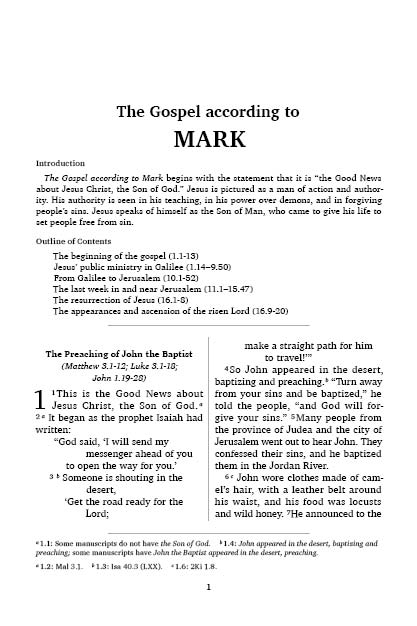 The Gospel according to
MARK
Introduction
The Gospel according to Mark begins with the statement that it is “the Good News
about Jesus Christ, the Son of God.” Jesus is pictured as a man of action and author-
ity. His authority is seen in his teaching, in his power over demons, and in forgiving
people’s sins. Jesus speaks of himself as the Son of Man, who came to give his life to
set people free from sin.
Outline of Contents
The beginning of the gospel (1.1-13)
Jesus’ public ministry in Galilee (1.14–9.50)
From Galilee to Jerusalem (10.1-52)
The last week in and near Jerusalem (11.1–15.47)
The resurrection of Jesus (16.1-8)
The appearances and ascension of the risen Lord (16.9-20)
The Preaching of John the Baptist
(Matthew 3.1-12; Luke 3.1-18;
John 1.19-28)
1 1 This is the Good News about
Jesus Christ, the Son of God. a
2 a It began as the prophet Isaiah had
written:
“God said, ‘I will send my
messenger ahead of you
to open the way for you.’
3 b Someone is shouting in the
desert,
‘Get the road ready for the
Lord;
make a straight path for him
to travel!’”
4 So John appeared in the desert,
baptizing and preaching. b “Turn away
from your sins and be baptized,” he
told the people, “and God will for-
give your sins.” 5 Many people from
the province of Judea and the city of
Jerusalem went out to hear John. They
confessed their sins, and he baptized
them in the Jordan River.
6 c John wore clothes made of cam-
el’s hair, with a leather belt around
his waist, and his food was locusts
and wild honey. 7 He announced to the
a 1.1: Some manuscripts do not have the Son of God. b 1.4: John appeared in the desert, baptizing and
preaching; some manuscripts have John the Baptist appeared in the desert, preaching.
a 1.2: Mal 3.1. b 1.3: Isa 40.3 (LXX). c 1.6: 2Ki 1.8.
1